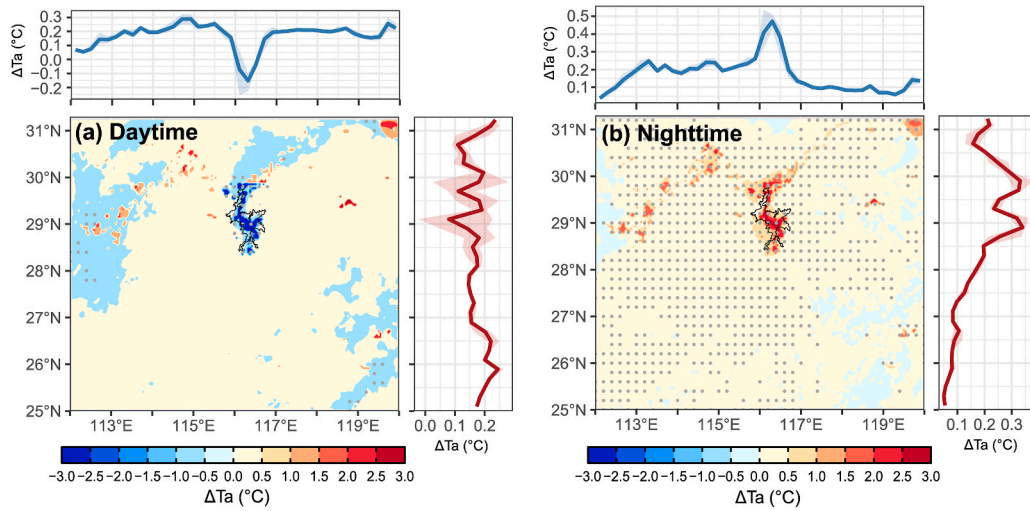 0.3
0.2
0.1
0.0
−0.1
−0.2
ΔTa (°C)
0.5
0.4
0.3
0.2
0.1
ΔTa (°C)
(a) Daytime
31°N
30°N
29°N
28°N
27°N
26°N
25°N
113°E 115°E 117°E 119°E
0.0 0.1 0.2
ΔTa (°C)
−3.0 −2.5 −2.0 −1.5 −1.0 −0.5 0.0 0.5 1.0 1.5 2.0 2.5 3.0
ΔTa (°C)
(b) Nighttime
31°N
30°N
29°N
28°N
27°N
26°N
25°N
113°E 115°E 117°E 119°E
0.1 0.2 0.3
ΔTa (°C)
−3.0 −2.5 −2.0 −1.5 −1.0 −0.5 0.0 0.5 1.0 1.5 2.0 2.5 3.0
ΔTa (°C)